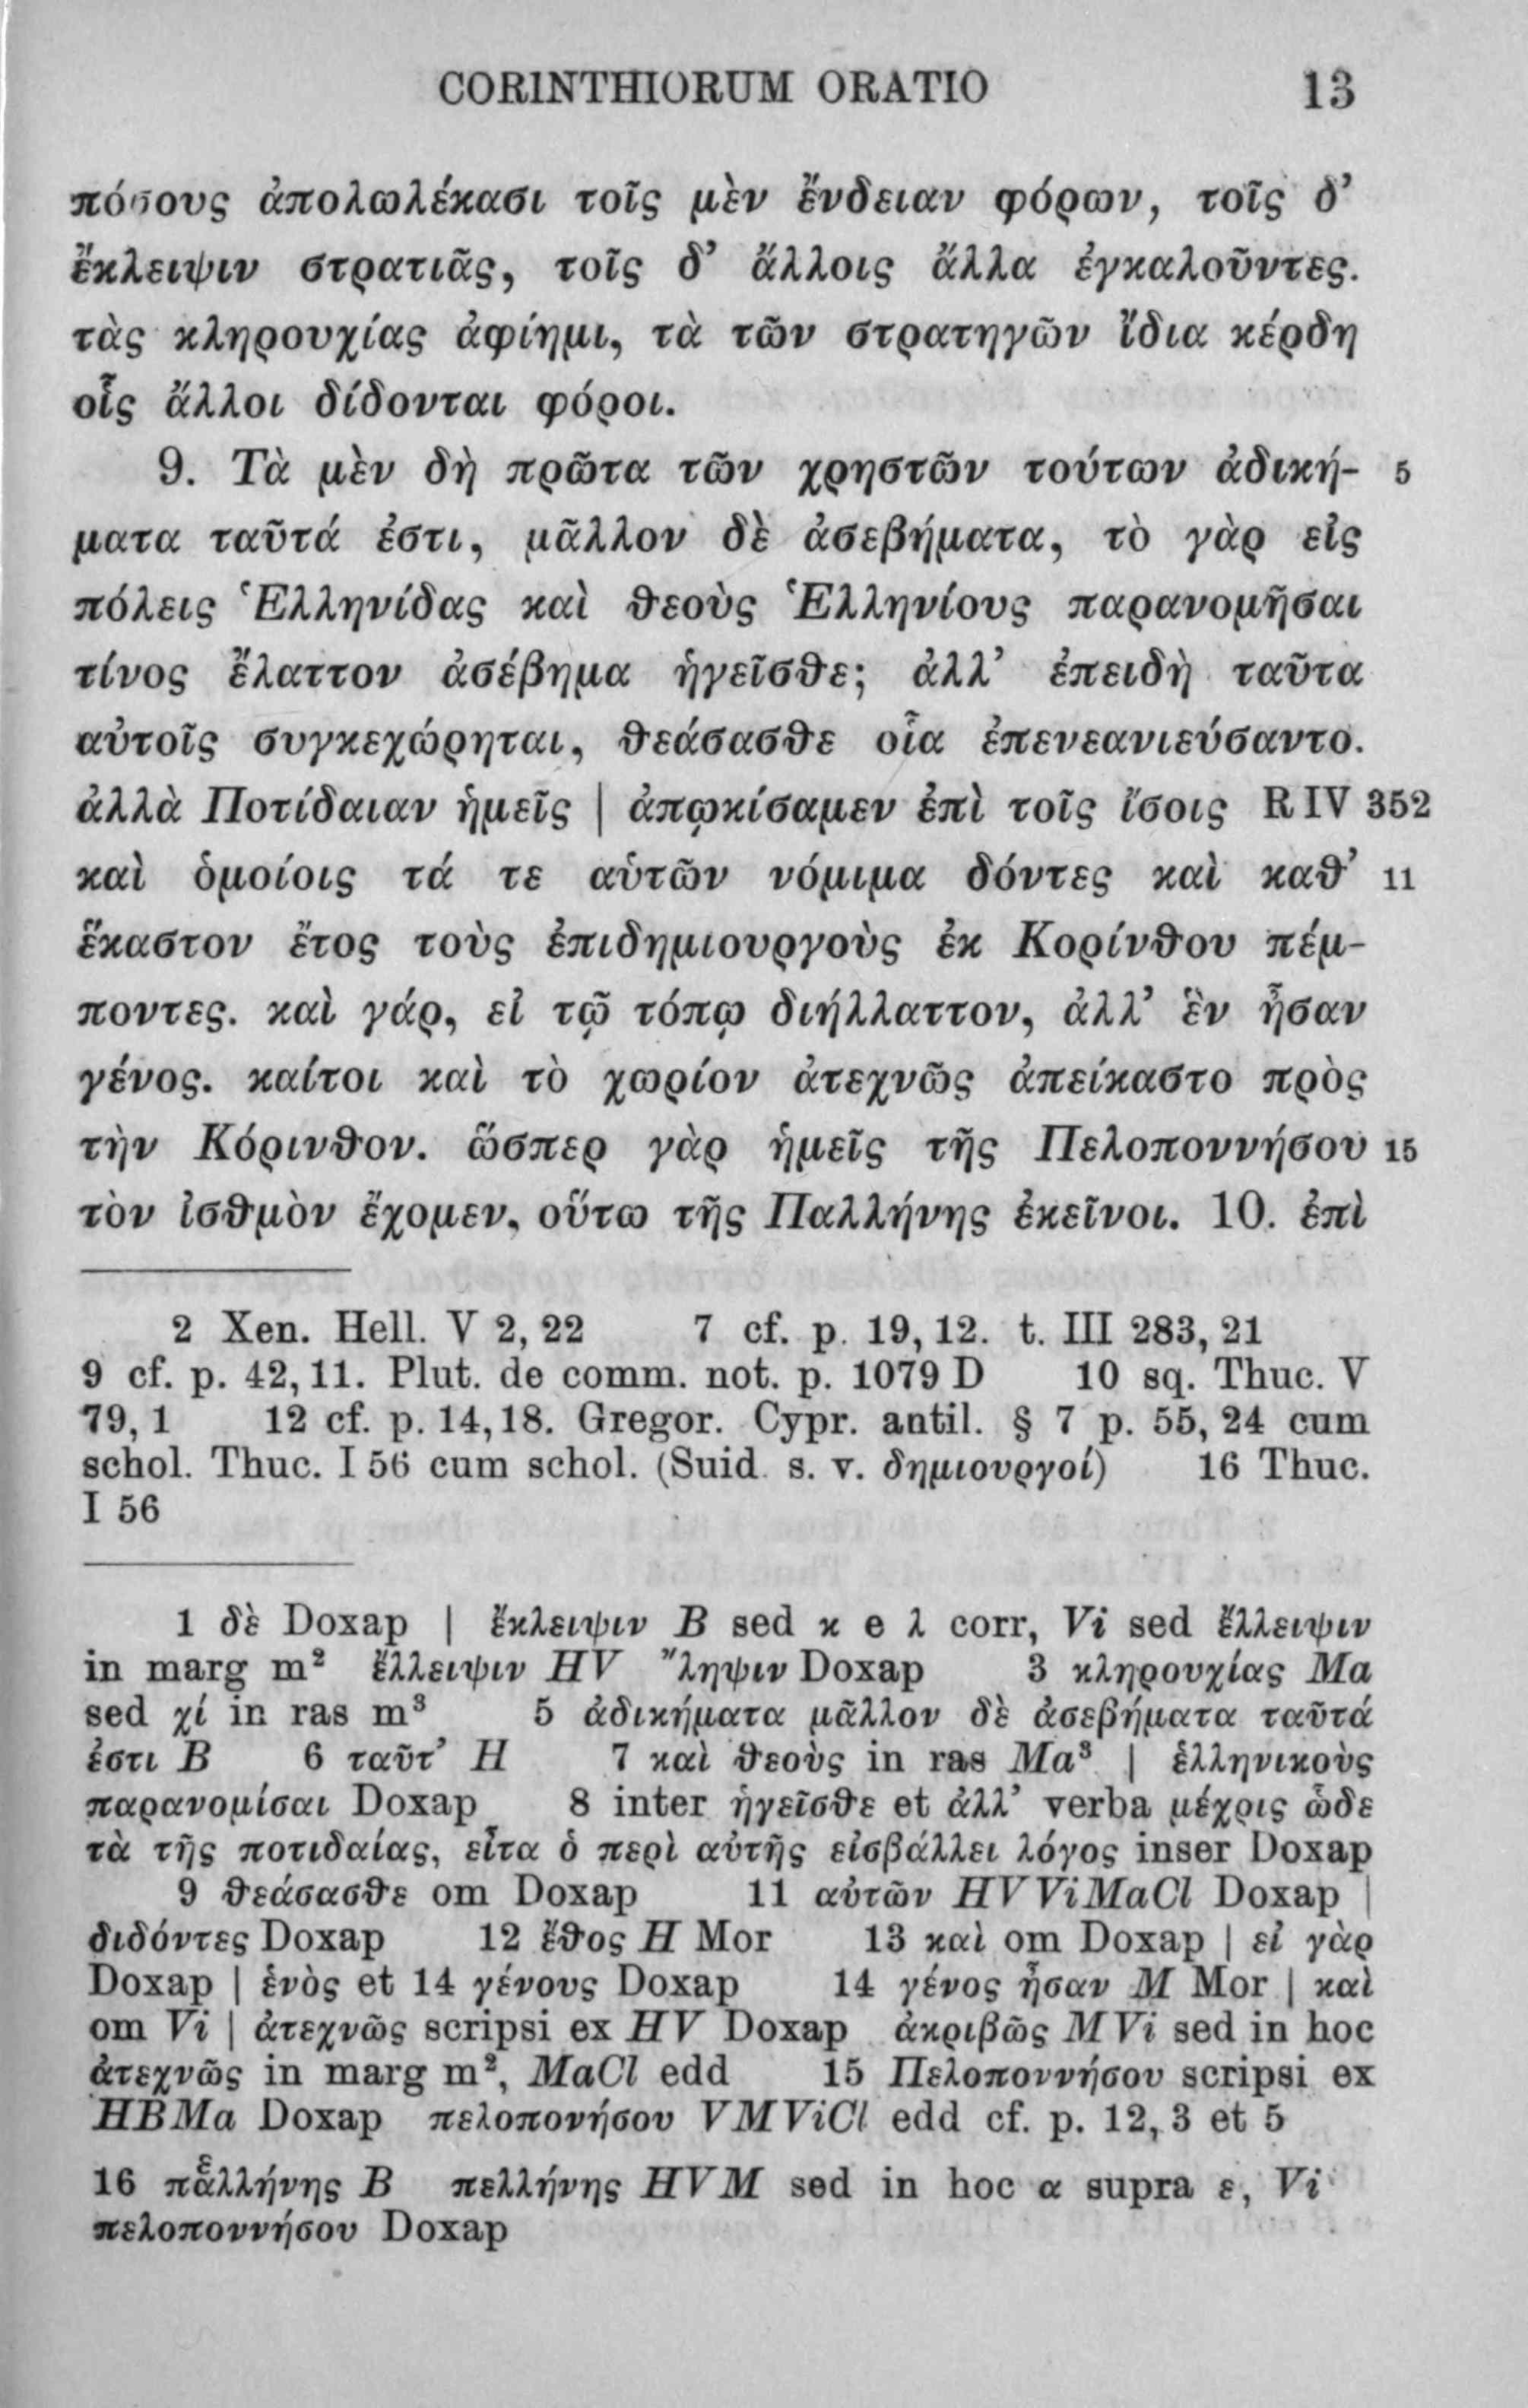 CORINTHIORUM ORATIO 13
πόσους ἀπολωλέκασι τοῖς μὲν ἔνδειαν φόρων, τοῖς δ’
ἔκλειψιν στρατιᾶς, τοῖς δ’ ἄλλοις ἄλλα ἐγκαλοῦντες.
τὰς κληρουχίας ἀφίημι, τὰ τῶν στρατηγῶν ἴδια κέρδη
οἷς ἄλλοι δίδονται φόροι.
9. Τὰ μὲν δὴ πρῶτα τῶν χρηστῶν τούτων ἀδική- 5
ματα ταῦτά ἐστι, μᾶλλον δὲ ἀσεβήματα, τὸ γὰρ εἰς
πόλεις Ἑλληνίδας καὶ θεοὺς Ἑλληνίους παρανομῆσαι
τίνος ἔλαττον ἀσέβημα ἡγεῖσθε; ἀλλ’ ἐπειδὴ ταῦτα
αὐτοῖς συγκεχώρηται, θεάσασθε οἷα ἐπενεανιεύσαντο.
ἀλλὰ Ποτίδαιαν ἡμεῖς | ἀπῳκίσαμεν ἐπὶ τοῖς ἴσοις R IV 352
καὶ ὁμοίοις τά τε αὑτῶν νόμιμα δόντες καὶ καθ’ 11
ἕκαστον ἔτος τοὺς ἐπιδημιουργοὺς ἐκ Κορίνθου πέμ-
ποντες. καὶ γάρ, εἰ τῷ τόπῳ διήλλαττον, ἀλλ’ ἓν ἦσαν
γένος. καίτοι καὶ τὸ χωρίον ἀτεχνῶς ἀπείκαστο πρὸς
τὴν Κόρινθον. ὥσπερ γὰρ ἡμεῖς τῆς Πελοποννήσου 15
τὸν ἰσθμὸν ἔχομεν, οὕτω τῆς Παλλήνης ἐκεῖνοι. 10. ἐπὶ
2 Xen. Hell. V 2, 22 7 cf. p. 19, 12. t. III 283, 21
9 cf. p. 42, 11. Plut. de comm. not. p. 1079 D 10 sq. Thuc. V
79, 1 12 cf. p. 14, 18. Gregor. Cypr. antil. § 7 p. 55, 24 cum
schol. Thuc. I 56 cum schol. (Suid. s. v. δημιουργοί) 16 Thuc.
I 56
1 δὲ Doxap | ἔκλειψιν B sed κ e λ corr, Vi sed ἔλλειψιν
in marg m² ἔλλειψιν HV ῎ληψιν Doxap 3 κληρουχίας Ma
sed χί in ras m³ 5 ἀδικήματα μᾶλλον δὲ ἀσεβήματα ταῦτά
ἐστι B 6 ταῦτ’ H 7 καὶ θεοὺς in ras Ma³ | ἑλληνικοὺς
παρανομίσαι Doxap 8 inter ἡγεῖσθε et ἀλλ’ verba μέχρις ὧδε
τὰ τῆς ποτιδαίας, εἶτα ὁ περὶ αὐτῆς εἰσβάλλει λόγος inser Doxap
9 θεάσασθε om Doxap 11 αὐτῶν HVViMaCl Doxap |
διδόντες Doxap 12 ἔθος H Mor 13 καὶ om Doxap | εἰ γὰρ
Doxap | ἑνὸς et 14 γένους Doxap 14 γένος ἦσαν M Mor | καὶ
om Vi | ἀτεχνῶς scripsi ex HV Doxap ἀκριβῶς MVi sed in hoc
ἀτεχνῶς in marg m², MaCl edd 15 Πελοποννήσου scripsi ex
HBMa Doxap πελοπονήσου VMViCl edd cf. p. 12, 3 et 5
16 πα̊λλήνης B πελλήνης HVM sed in hoc α supra ε, Vi
πελοποννήσου Doxap